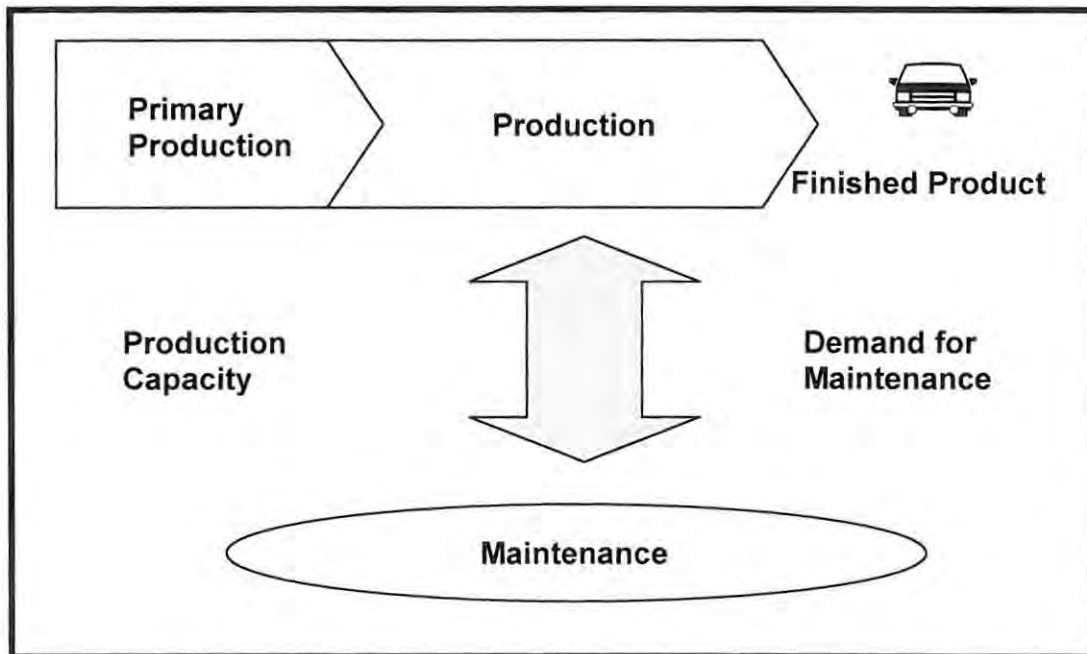 Primary
Production
Production
Finished Product
Production
Capacity
Demand for
Maintenance
Maintenance